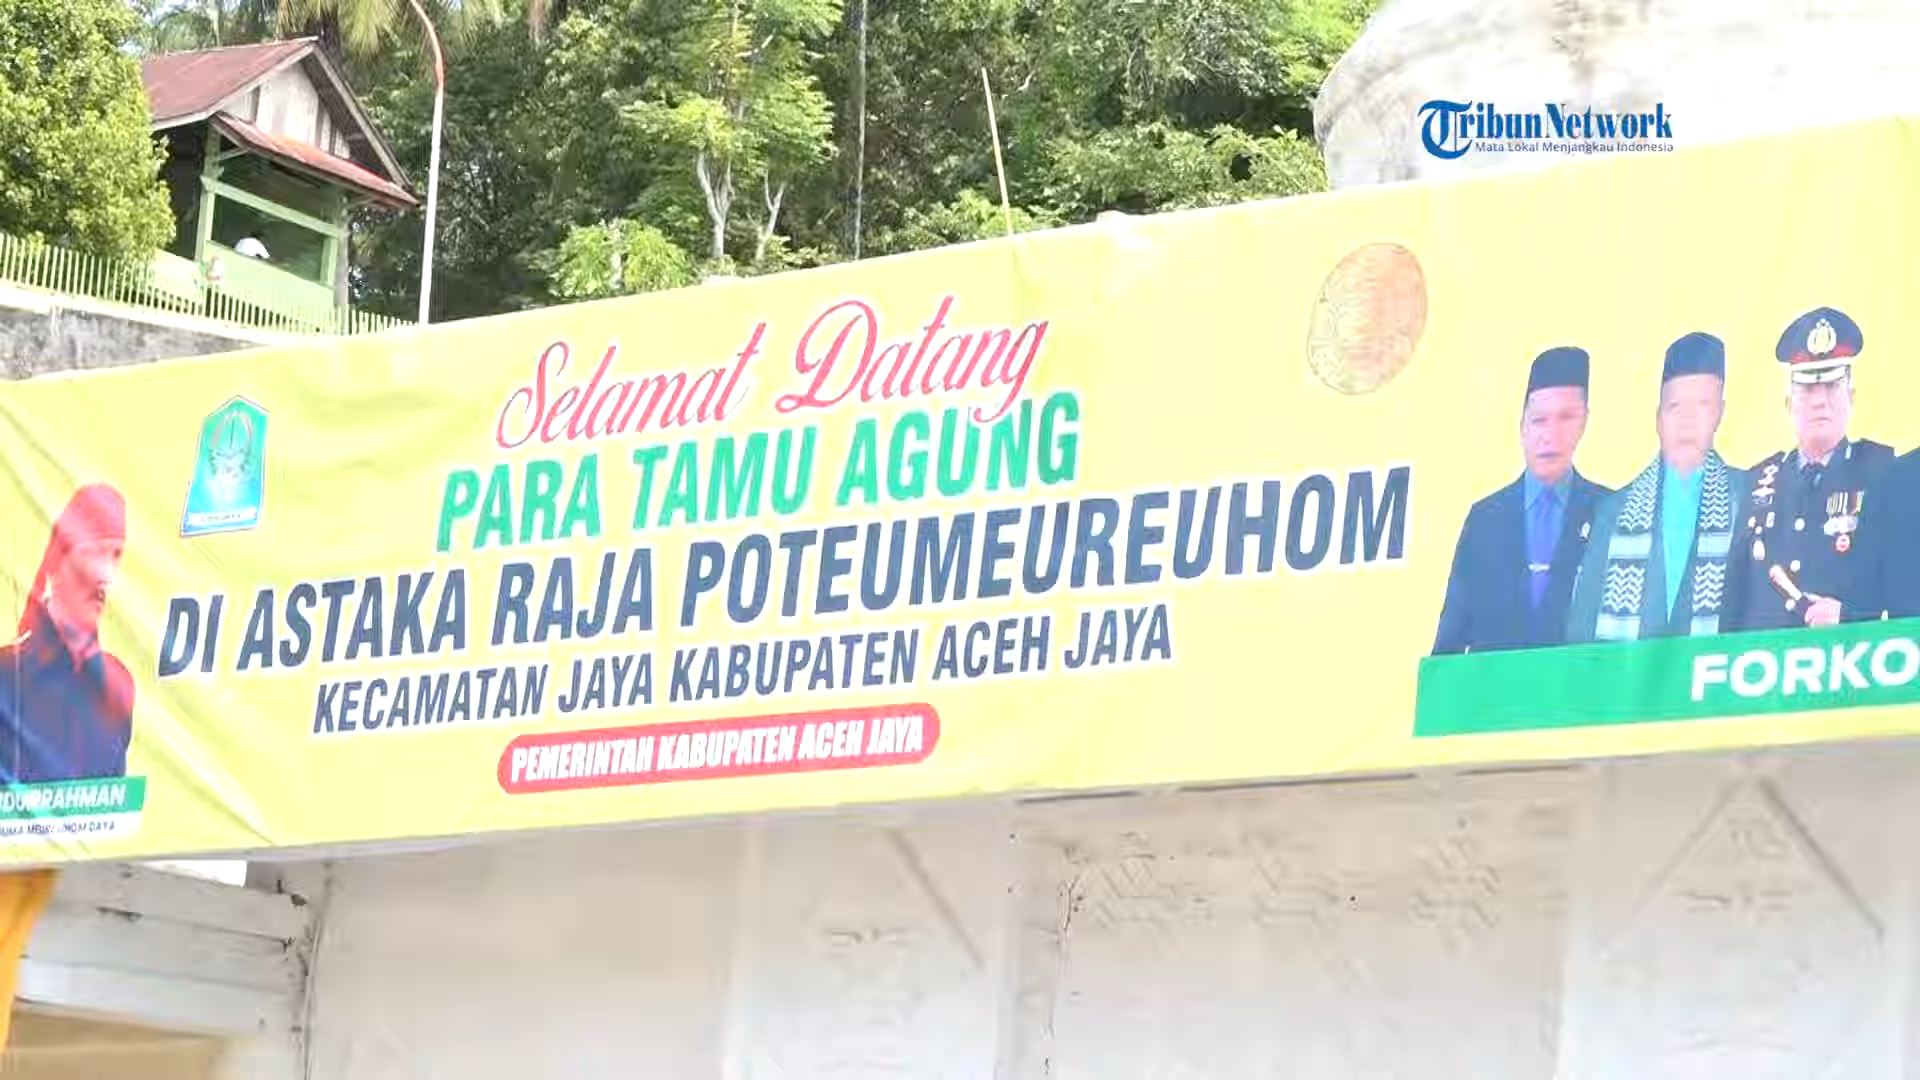 TribunNetwork
Mata Lokal Menjangkau Indonesia
Selamat Datang
PARA TAMU AGUNG
DI ASTAKA RAJA POTEUMEUREUHOM
KECAMATAN JAYA KABUPATEN ACEH JAYA
PEMERINTAH KABUPATEN ACEH JAYA
FORKO
DURRAHMAN